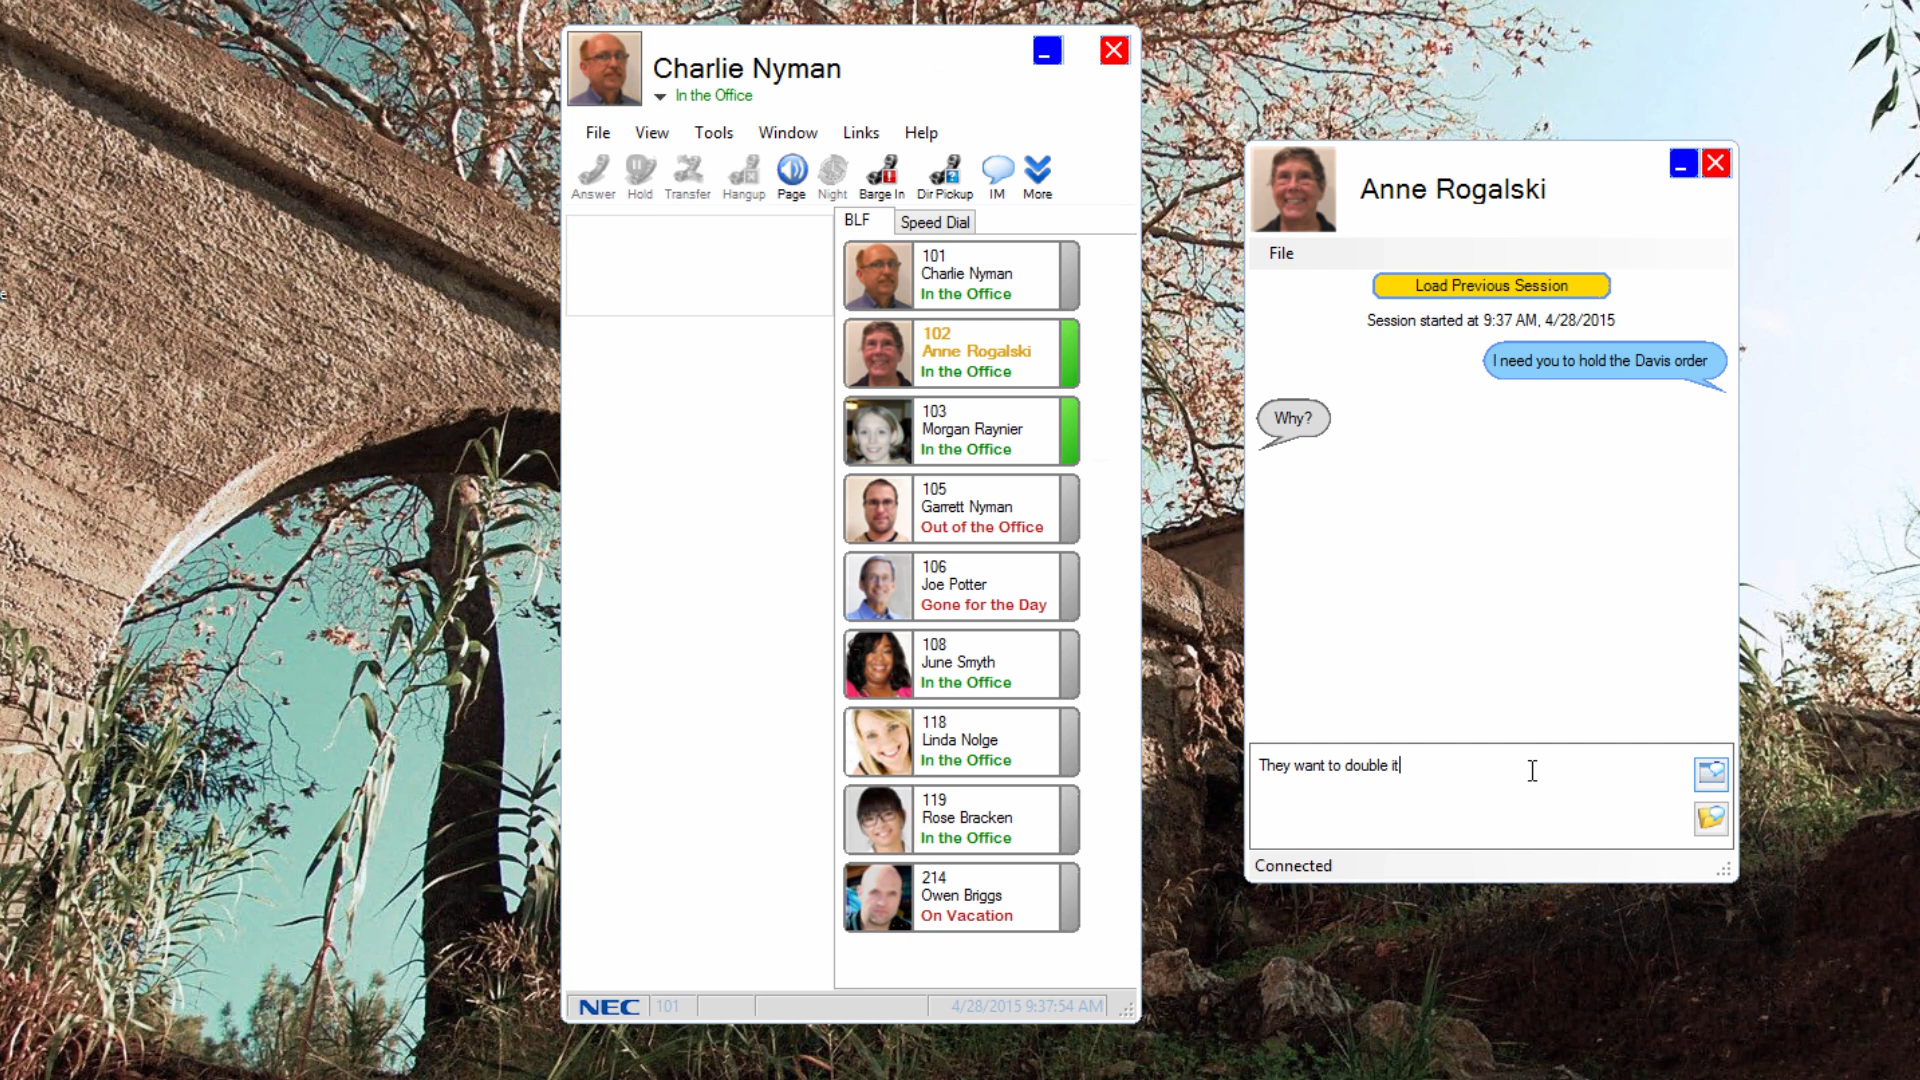 Charlie Nyman
In the Office
File View Tools Window Links Help
Answer Hold Transfer Hangup Page Night Barge In Dir Pickup IM More
BLF Speed Dial
101
Charlie Nyman
In the Office
102
Anne Rogalski
In the Office
103
Morgan Raynier
In the Office
105
Garrett Nyman
Out of the Office
106
Joe Potter
Gone for the Day
108
June Smyth
In the Office
118
Linda Nolge
In the Office
119
Rose Bracken
In the Office
214
Owen Briggs
On Vacation
NEC 101 4/28/2015 9:37:54 AM
Anne Rogalski
File
Load Previous Session
Session started at 9:37 AM, 4/28/2015
I need you to hold the Davis order
Why?
They want to double it
Connected
e